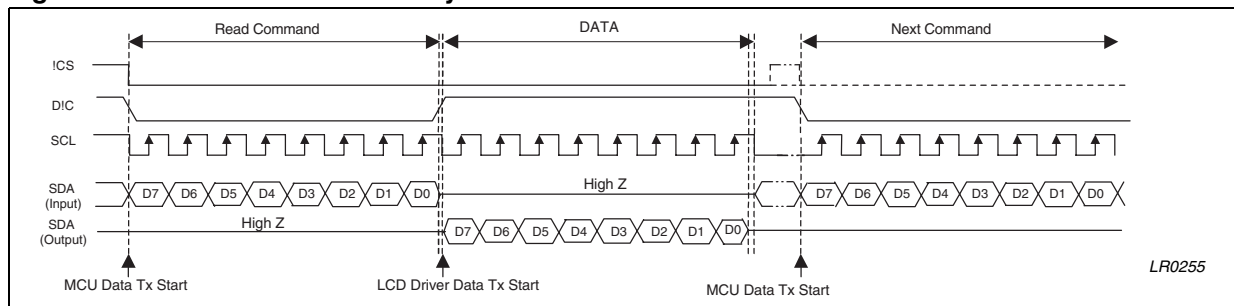 Read Command DATA Next Command
!CS
D!C
SCL
SDA (Input) D7 D6 D5 D4 D3 D2 D1 D0 High Z D7 D6 D5 D4 D3 D2 D1 D0
SDA (Output) High Z D7 D6 D5 D4 D3 D2 D1 D0
MCU Data Tx Start LCD Driver Data Tx Start MCU Data Tx Start
LR0255